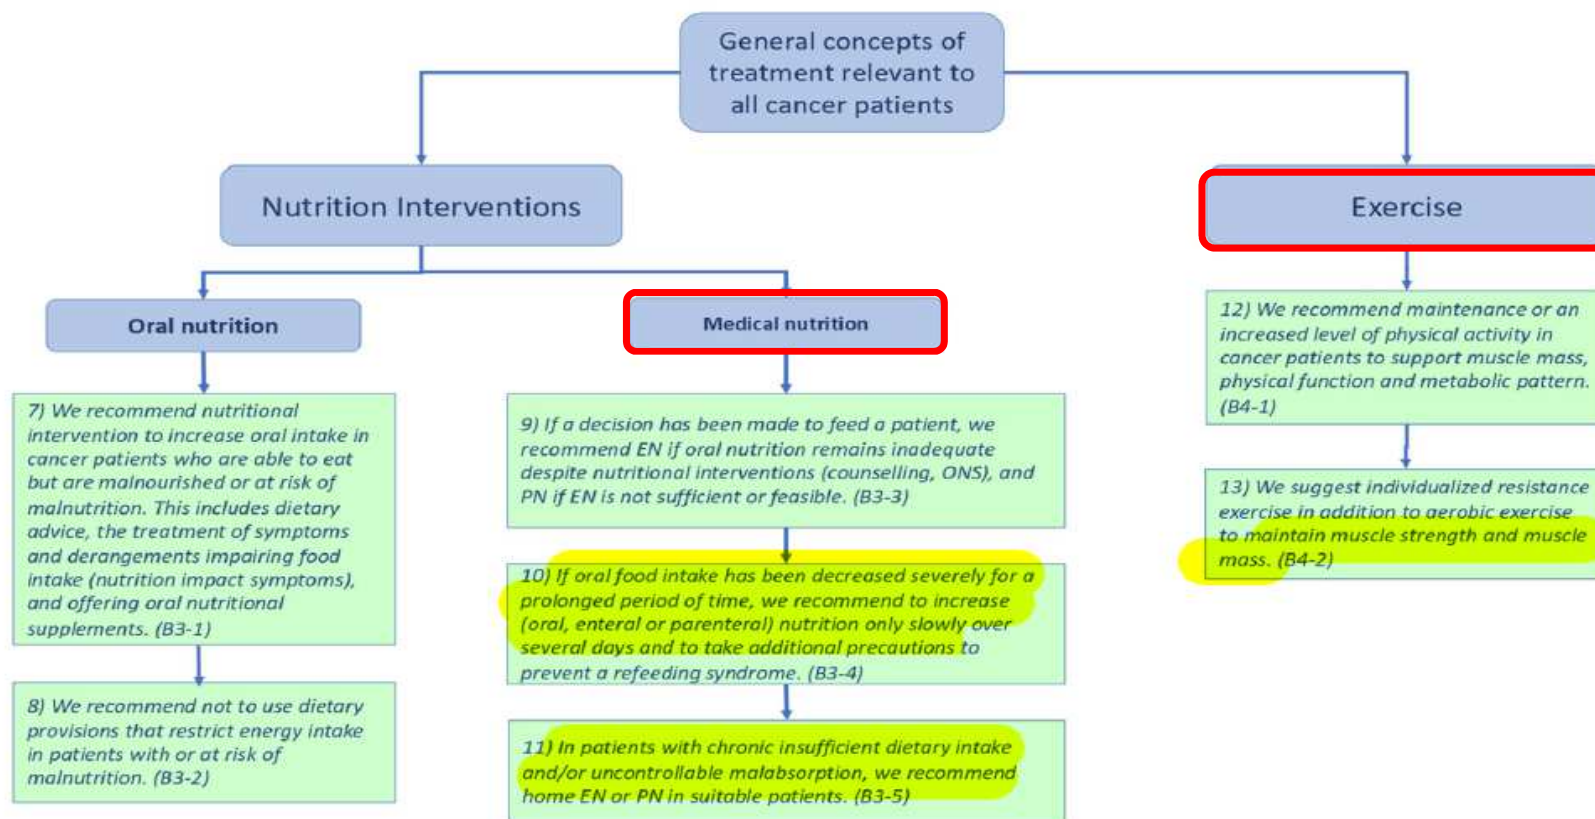 General concepts of
treatment relevant to
all cancer patients
Nutrition Interventions
Exercise
Oral nutrition
Medical nutrition
7) We recommend nutritional
intervention to increase oral intake in
cancer patients who are able to eat
but are malnourished or at risk of
malnutrition. This includes dietary
advice, the treatment of symptoms
and derangements impairing food
intake (nutrition impact symptoms),
and offering oral nutritional
supplements. (B3-1)
8) We recommend not to use dietary
provisions that restrict energy intake
in patients with or at risk of
malnutrition. (B3-2)
9) If a decision has been made to feed a patient, we
recommend EN if oral nutrition remains inadequate
despite nutritional interventions (counselling, ONS), and
PN if EN is not sufficient or feasible. (B3-3)
10) If oral food intake has been decreased severely for a
prolonged period of time, we recommend to increase
(oral, enteral or parenteral) nutrition only slowly over
several days and to take additional precautions to
prevent a refeeding syndrome. (B3-4)
11) In patients with chronic insufficient dietary intake
and/or uncontrollable malabsorption, we recommend
home EN or PN in suitable patients. (B3-5)
12) We recommend maintenance or an
increased level of physical activity in
cancer patients to support muscle mass,
physical function and metabolic pattern.
(B4-1)
13) We suggest individualized resistance
exercise in addition to aerobic exercise
to maintain muscle strength and muscle
mass. (B4-2)